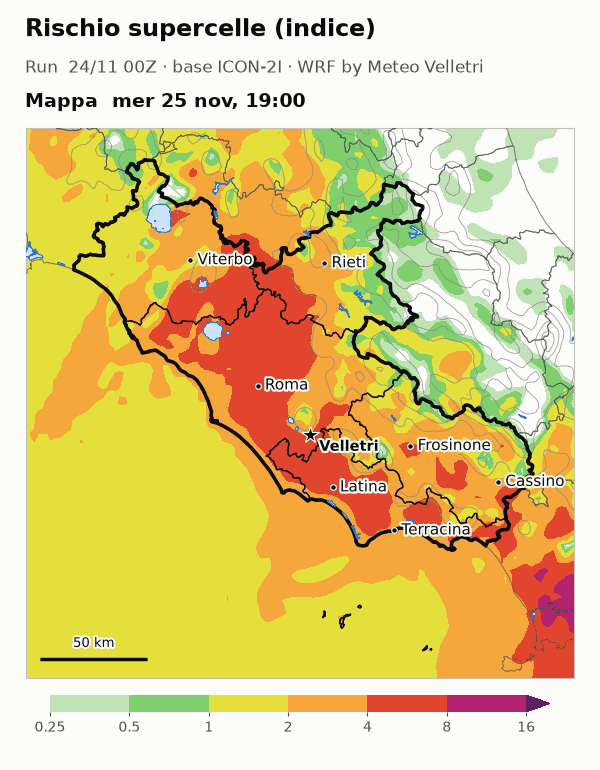 Rischio supercelle (indice)
Run 24/11 00Z · base ICON-2I · WRF by Meteo Velletri
Mappa mer 25 nov, 19:00
Viterbo
Rieti
Roma
Velletri
Frosinone
Cassino
Latina
Terracina
50 km
0.25 0.5 1 2 4 8 16